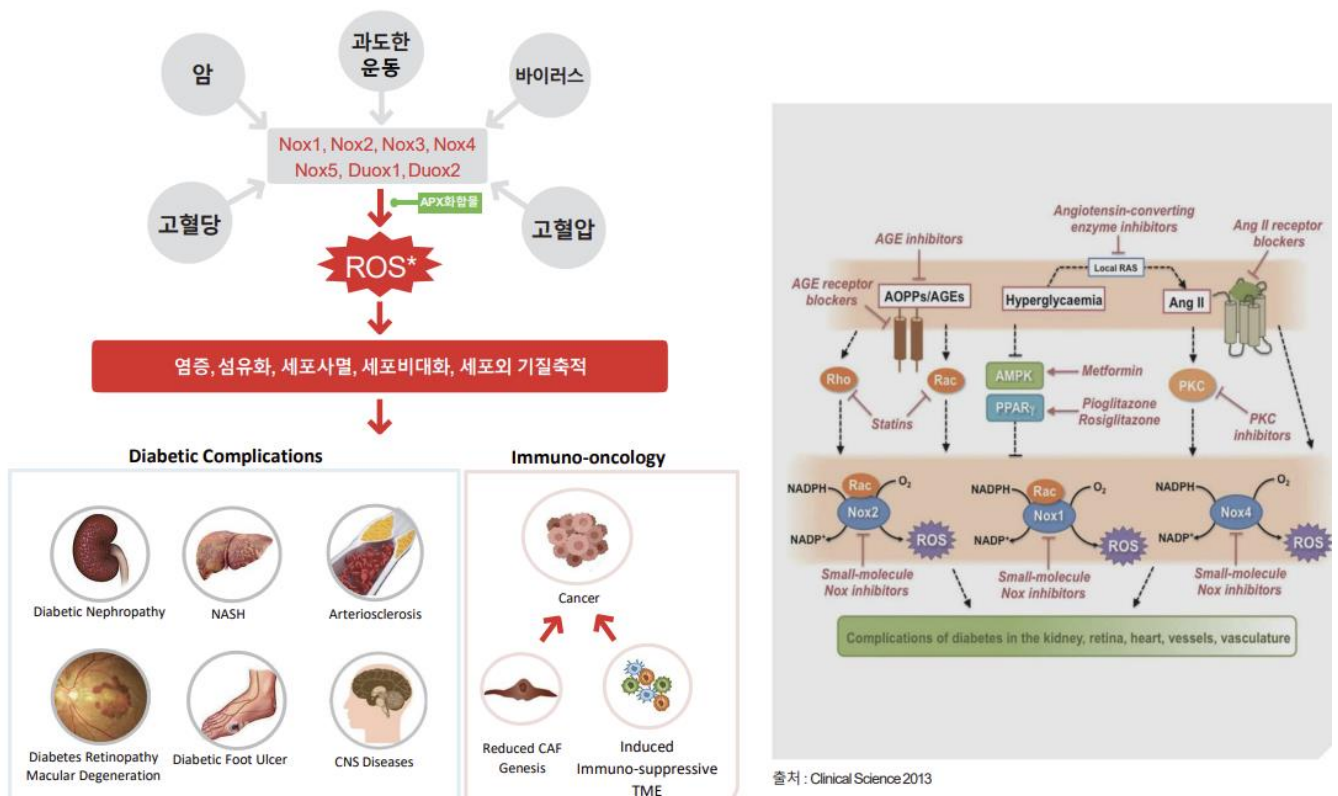 암
과도한
운동
바이러스
Nox1, Nox2, Nox3, Nox4
Nox5, Duox1, Duox2
고혈당
APX화합물
고혈압
ROS*
염증, 섬유화, 세포사멸, 세포비대화, 세포외 기질축적
Diabetic Complications
Diabetic Nephropathy
NASH
Arteriosclerosis
Diabetes Retinopathy
Macular Degeneration
Diabetic Foot Ulcer
CNS Diseases
Immuno-oncology
Cancer
Reduced CAF
Genesis
Induced
Immuno-suppressive
TME
Angiotensin-converting
enzyme inhibitors
Ang II receptor
blockers
AGE inhibitors
Local RAS
AGE receptor
blockers
AOPPs/AGEs
Hyperglycaemia
Ang II
Rho
Rac
AMPK
Metformin
PKC
PPARγ
Pioglitazone
Rosiglitazone
Statins
PKC
inhibitors
NADPH
Rac
O₂
Nox2
NADP⁺
ROS
NADPH
Rac
O₂
Nox1
NADP⁺
ROS
NADPH
O₂
Nox4
NADP⁺
ROS
Small-molecule
Nox inhibitors
Small-molecule
Nox inhibitors
Small-molecule
Nox inhibitors
Complications of diabetes in the kidney, retina, heart, vessels, vasculature
출처 : Clinical Science 2013